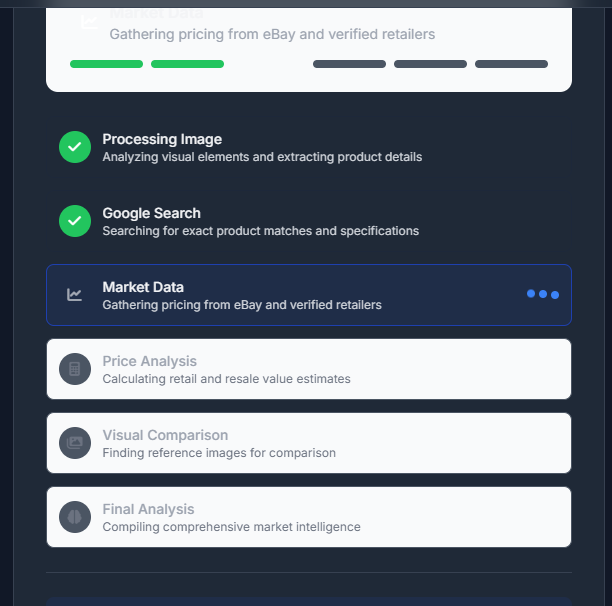 Market Data
Gathering pricing from eBay and verified retailers
Processing Image
Analyzing visual elements and extracting product details
Google Search
Searching for exact product matches and specifications
Market Data
Gathering pricing from eBay and verified retailers
Price Analysis
Calculating retail and resale value estimates
Visual Comparison
Finding reference images for comparison
Final Analysis
Compiling comprehensive market intelligence